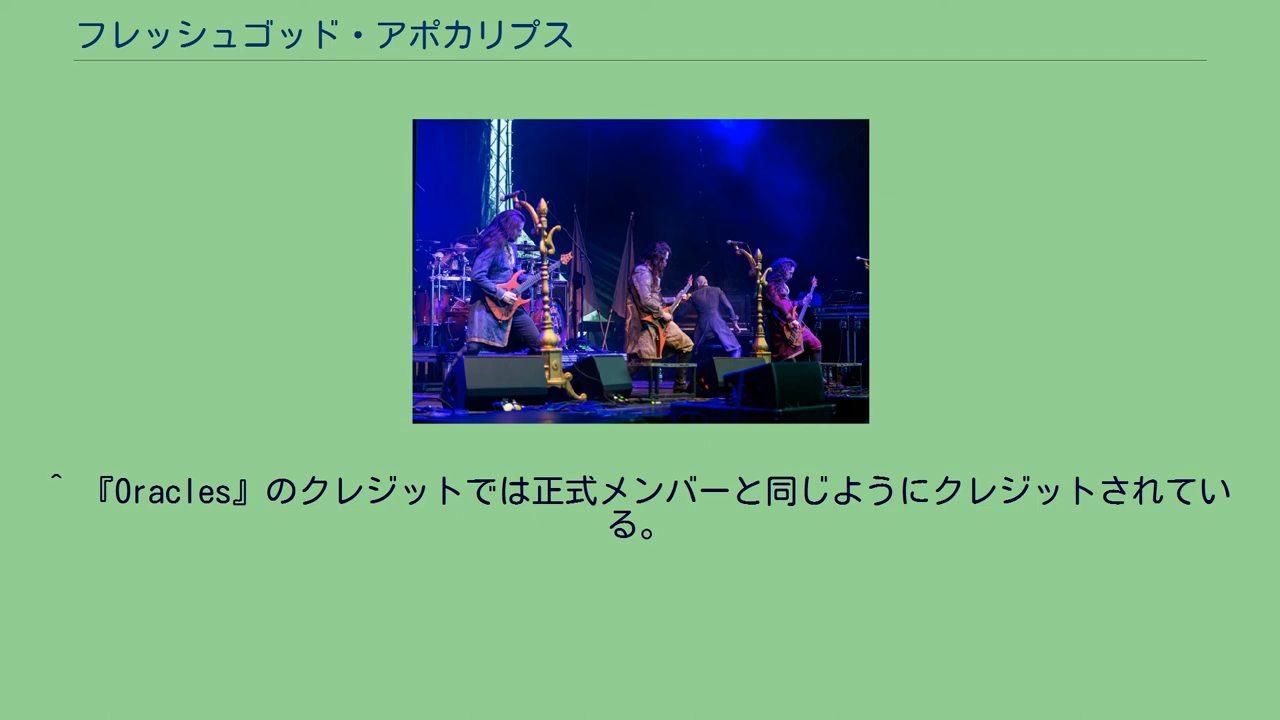 フレッシュゴッド・アポカリプス
^ 『Oracles』のクレジットでは正式メンバーと同じようにクレジットされてい
る。